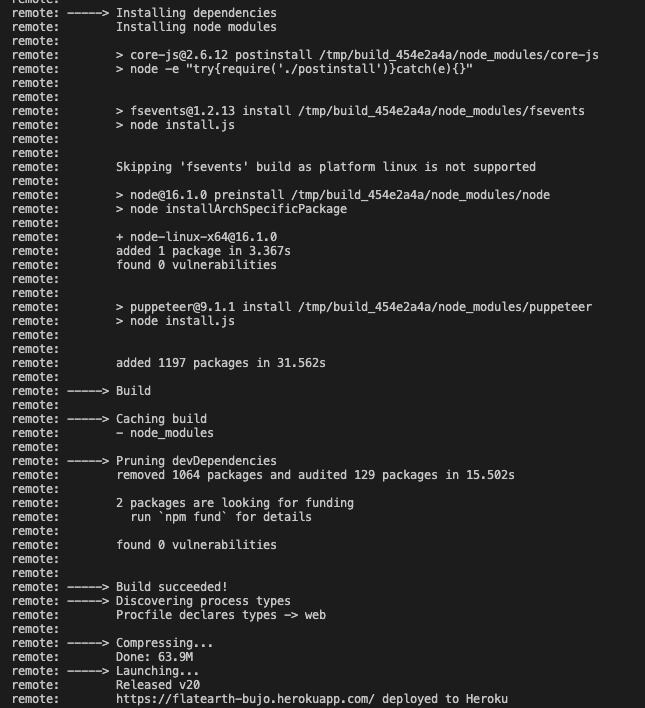 remote:
remote: -----> Installing dependencies
remote:        Installing node modules
remote:
remote:        > core-js@2.6.12 postinstall /tmp/build_454e2a4a/node_modules/core-js
remote:        > node -e "try{require('./postinstall')}catch(e){}"
remote:
remote:
remote:        > fsevents@1.2.13 install /tmp/build_454e2a4a/node_modules/fsevents
remote:        > node install.js
remote:
remote:
remote:        Skipping 'fsevents' build as platform linux is not supported
remote:
remote:        > node@16.1.0 preinstall /tmp/build_454e2a4a/node_modules/node
remote:        > node installArchSpecificPackage
remote:
remote:        + node-linux-x64@16.1.0
remote:        added 1 package in 3.367s
remote:        found 0 vulnerabilities
remote:
remote:
remote:        > puppeteer@9.1.1 install /tmp/build_454e2a4a/node_modules/puppeteer
remote:        > node install.js
remote:
remote:
remote:        added 1197 packages in 31.562s
remote:
remote: -----> Build
remote:
remote: -----> Caching build
remote:        - node_modules
remote:
remote: -----> Pruning devDependencies
remote:        removed 1064 packages and audited 129 packages in 15.502s
remote:
remote:        2 packages are looking for funding
remote:          run `npm fund` for details
remote:
remote:        found 0 vulnerabilities
remote:
remote:
remote: -----> Build succeeded!
remote: -----> Discovering process types
remote:        Procfile declares types -> web
remote:
remote: -----> Compressing...
remote:        Done: 63.9M
remote: -----> Launching...
remote:        Released v20
remote:        https://flatearth-bujo.herokuapp.com/ deployed to Heroku